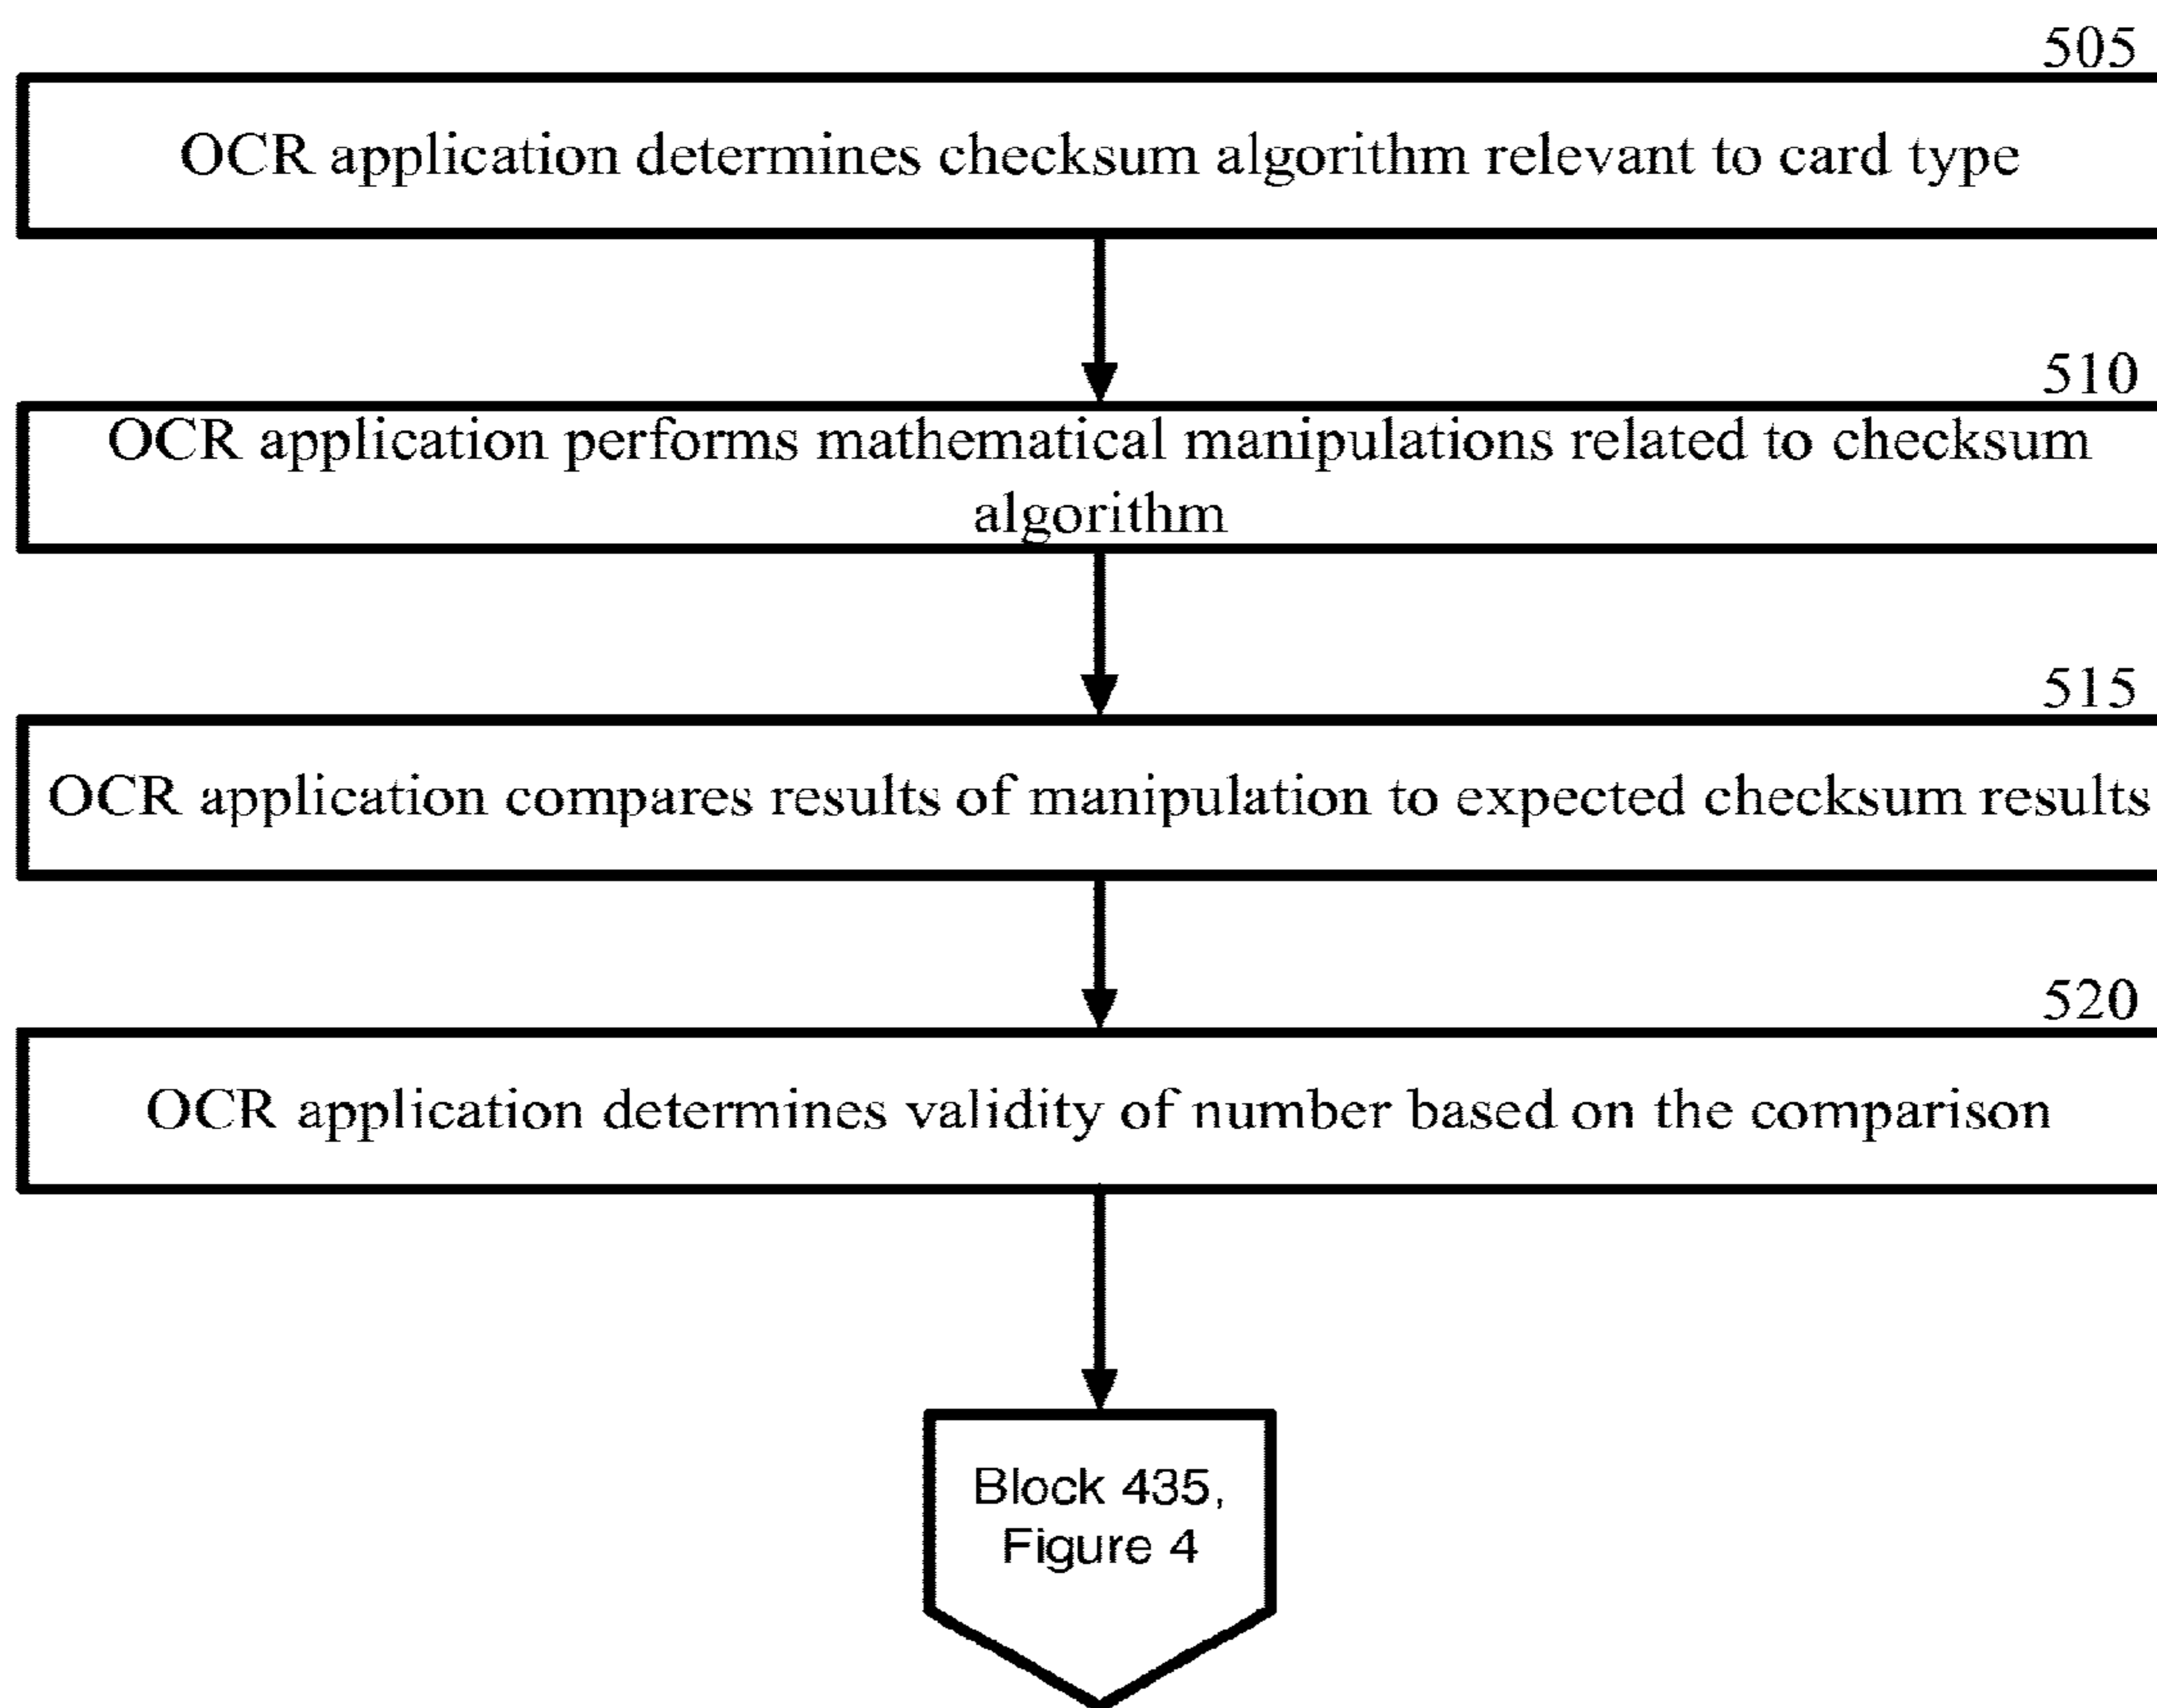 505
OCR application determines checksum algorithm relevant to card type
510
OCR application performs mathematical manipulations related to checksum
algorithm
515
OCR application compares results of manipulation to expected checksum results
520
OCR application determines validity of number based on the comparison
Block 435,
Figure 4